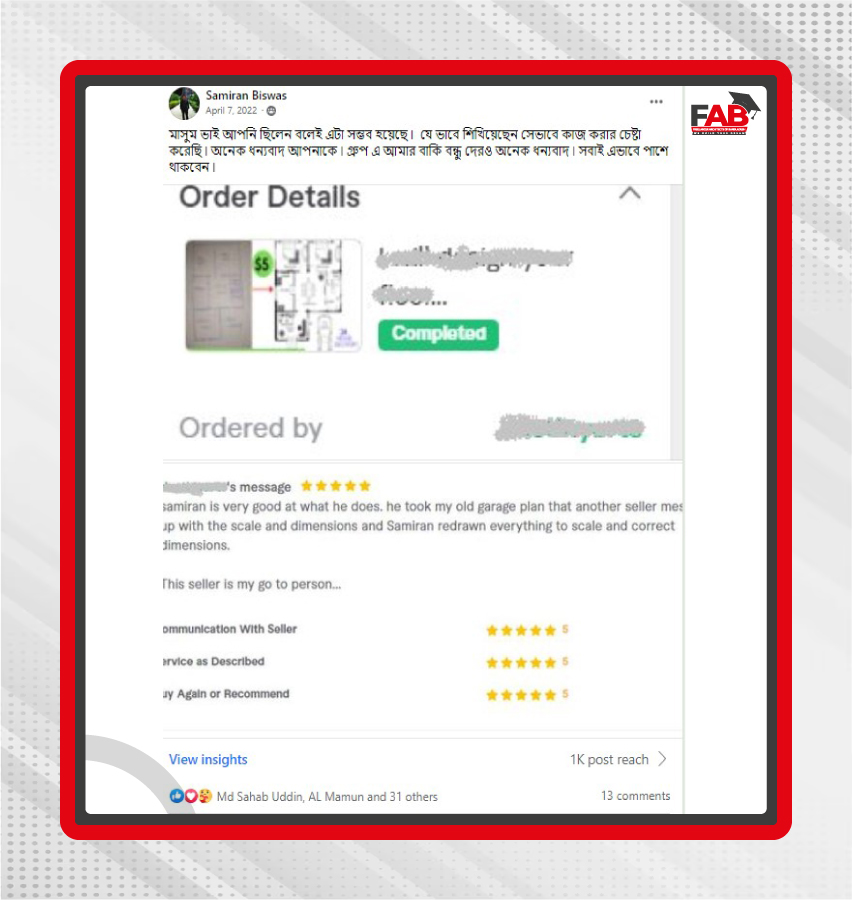 Samiran Biswas
April 7, 2022
FAB
মাসুম ভাই আপনি ছিলেন বলেই এটা সম্ভব হয়েছে। যে ভাবে শিখিয়েছেন সেভাবে কাজ করার চেষ্টা
করেছি। অনেক ধন্যবাদ আপনাকে। গ্রুপ এ আমার বাকি বন্ধু দেরও অনেক ধন্যবাদ। সবাই এভাবে পাশে
থাকবেন।
Order Details
$5
Completed
Ordered by
's message
samiran is very good at what he does. he took my old garage plan that another seller mes
up with the scale and dimensions and Samiran redrawn everything to scale and correct
dimensions.
This seller is my go to person...
ommunication With Seller 5
ervice as Described 5
uy Again or Recommend 5
View insights
1K post reach
Md Sahab Uddin, AL Mamun and 31 others
13 comments